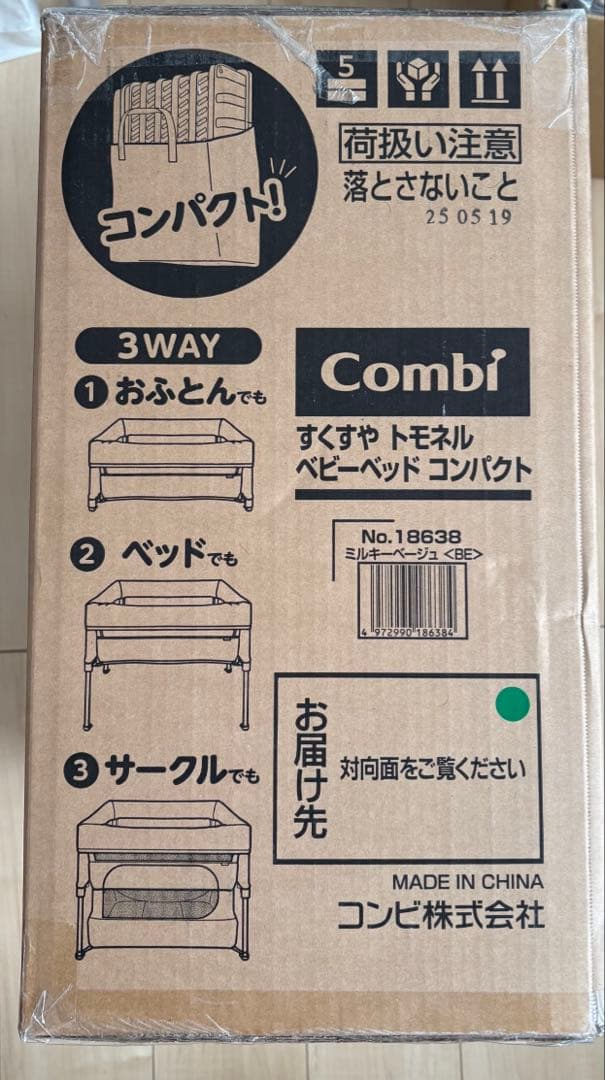 コンパクト!
5
荷扱い注意
落とさないこと
25 05 19
3WAY
1 おふとんでも
2 ベッドでも
3 サークルでも
Combi
すくすや トモネル
ベビーベッド コンパクト
No.18638
ミルキーベージュ <BE>
4 972990 186384
お届け先
対向面をご覧ください
MADE IN CHINA
コンビ株式会社